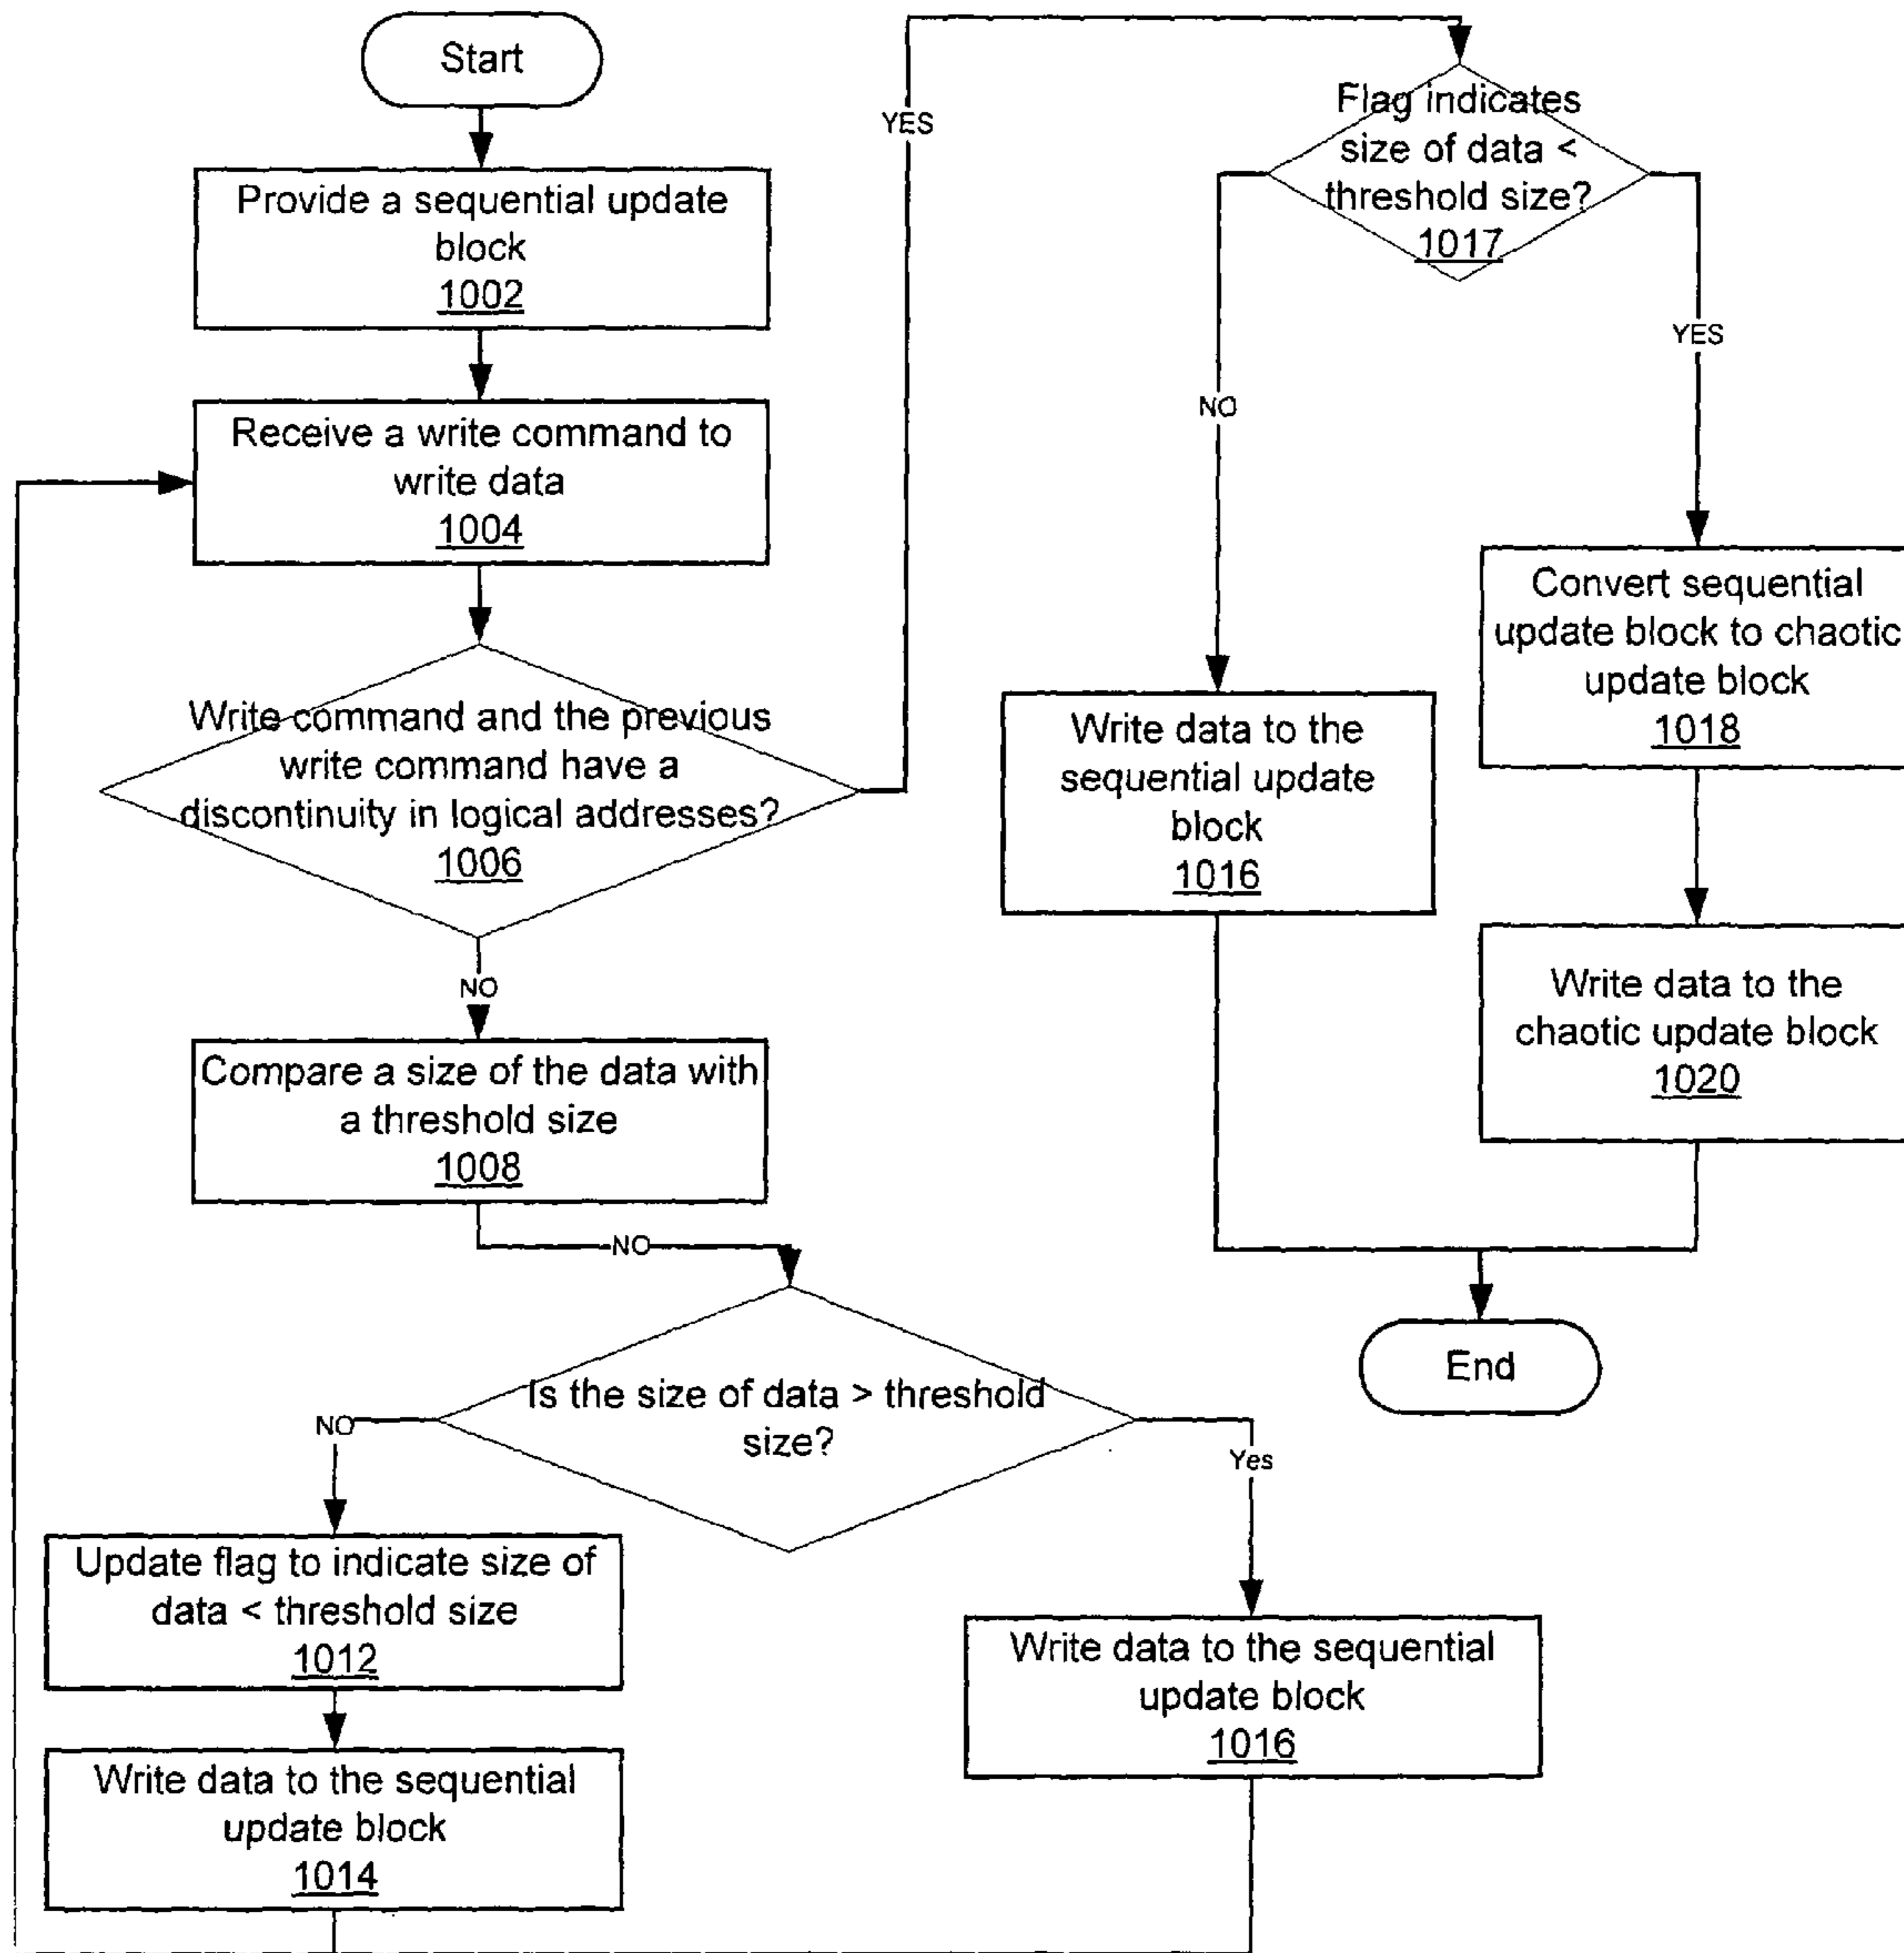 Start
Provide a sequential update
block
1002
Receive a write command to
write data
1004
Write command and the previous
write command have a
discontinuity in logical addresses?
1006
YES
NO
Compare a size of the data with
a threshold size
1008
NO
Is the size of data > threshold
size?
NO
Yes
Update flag to indicate size of
data < threshold size
1012
Write data to the sequential
update block
1014
Write data to the sequential
update block
1016
Flag indicates
size of data <
threshold size?
1017
NO
YES
Write data to the
sequential update
block
1016
Convert sequential
update block to chaotic
update block
1018
Write data to the
chaotic update block
1020
End